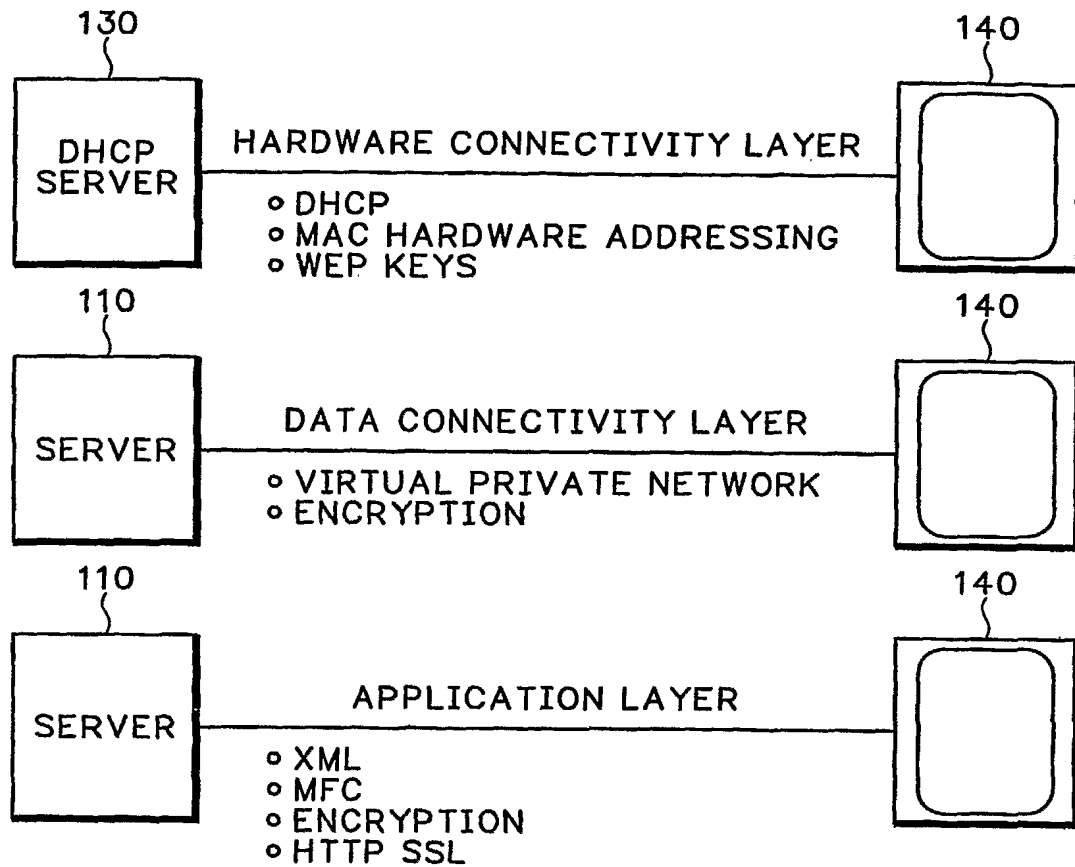 130
140
DHCP
SERVER
HARDWARE CONNECTIVITY LAYER
DHCP
MAC HARDWARE ADDRESSING
WEP KEYS
110
140
SERVER
DATA CONNECTIVITY LAYER
VIRTUAL PRIVATE NETWORK
ENCRYPTION
110
140
SERVER
APPLICATION LAYER
XML
MFC
ENCRYPTION
HTTP SSL